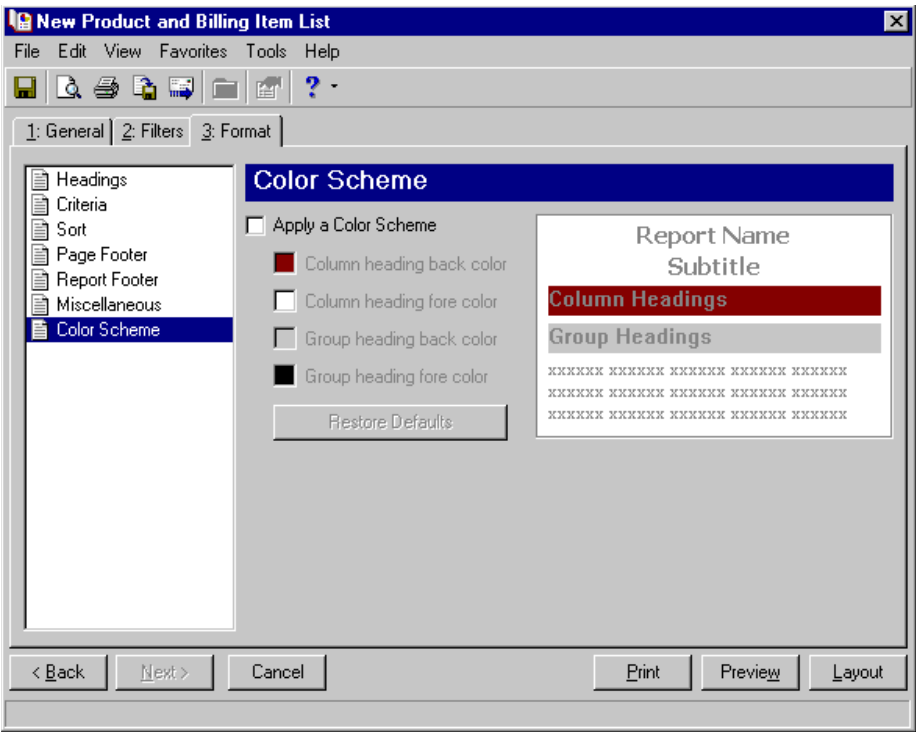 New Product and Billing Item List
File Edit View Favorites Tools Help
?
1: General 2: Filters 3: Format
Headings
Criteria
Sort
Page Footer
Report Footer
Miscellaneous
Color Scheme
Color Scheme
Apply a Color Scheme
Column heading back color
Column heading fore color
Group heading back color
Group heading fore color
Restore Defaults
Report Name
Subtitle
Column Headings
Group Headings
xxxxxx xxxxxx xxxxxx xxxxxx xxxxxx
xxxxxx xxxxxx xxxxxx xxxxxx xxxxxx
xxxxxx xxxxxx xxxxxx xxxxxx xxxxxx
< Back Next > Cancel Print Preview Layout